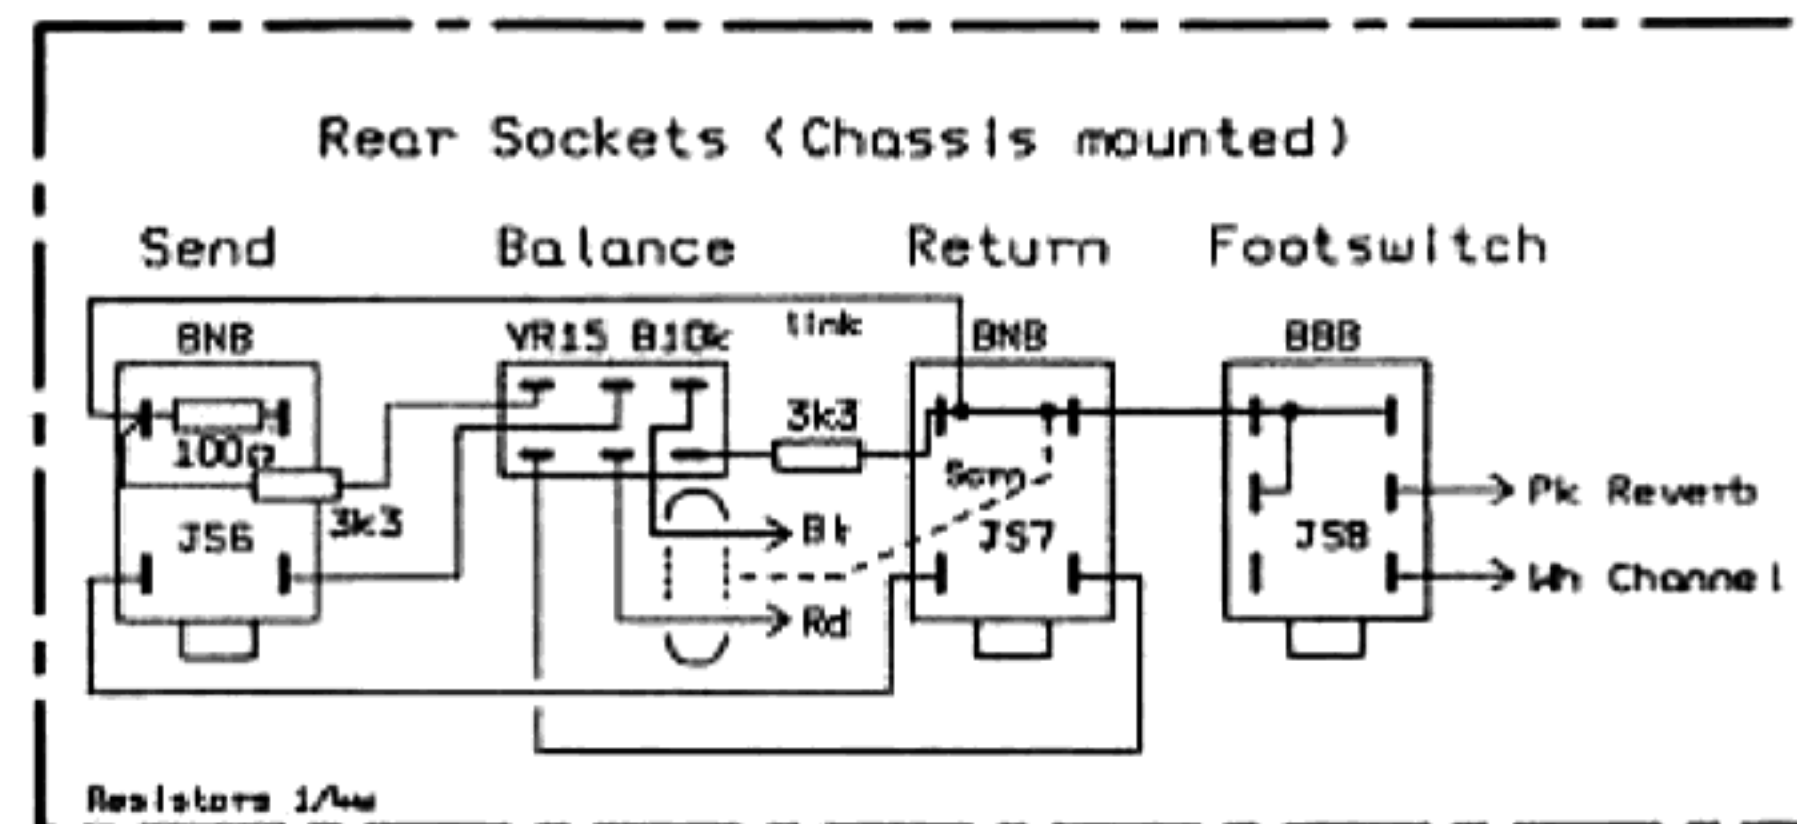 Rear Sockets (Chassis mounted)
Send Balance Return Footswitch
BNB VR15 B10k link BNB BBB
3k3
100Ω
Scrn
3k3
JS6 Bk JS7 JS8
Pk Reverb
Wh Channel
Rd
Resistors 1/4w